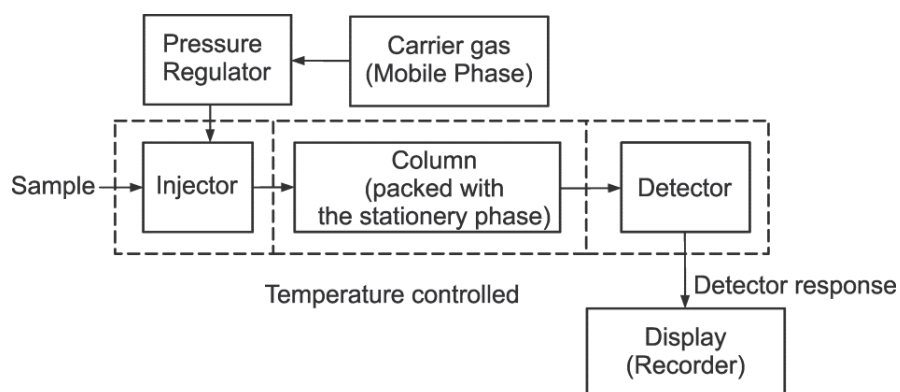 Pressure
Regulator
Carrier gas
(Mobile Phase)
Sample
Injector
Column
(packed with
the stationery phase)
Detector
Temperature controlled
Detector response
Display
(Recorder)